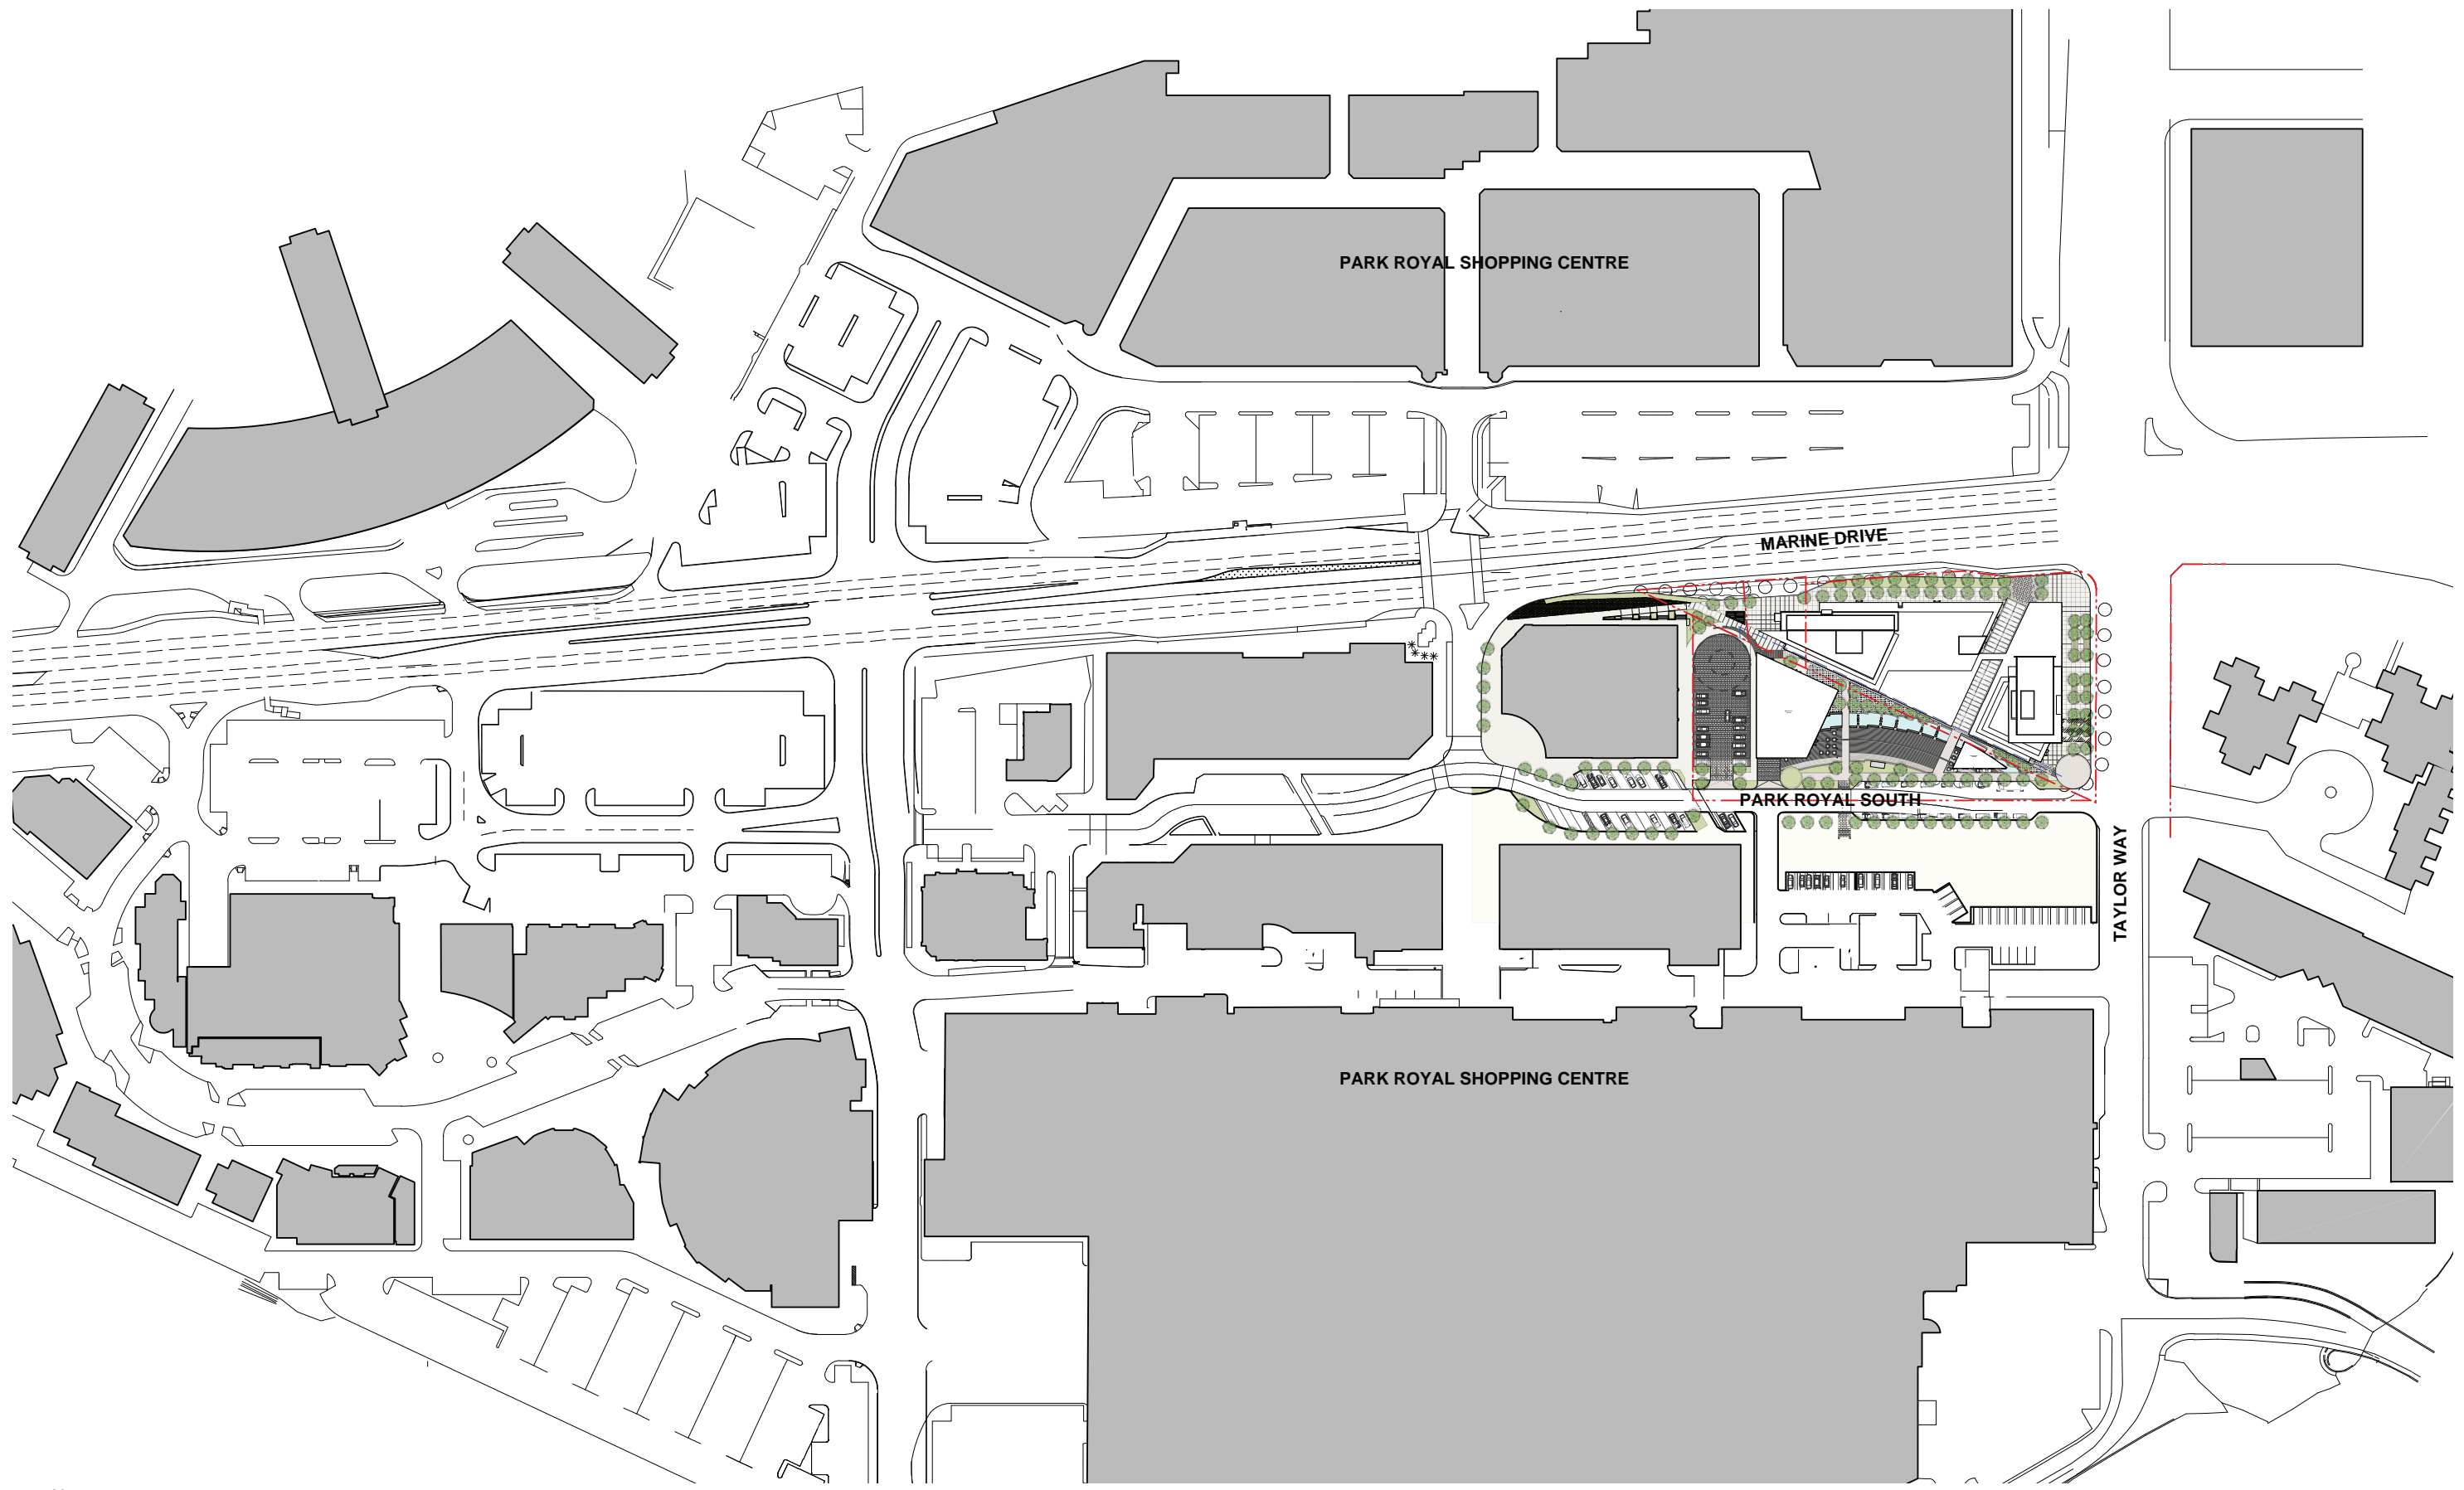 PARK ROYAL SHOPPING CENTRE
MARINE DRIVE
PARK ROYAL SOUTH
TAYLOR WAY
PARK ROYAL SHOPPING CENTRE